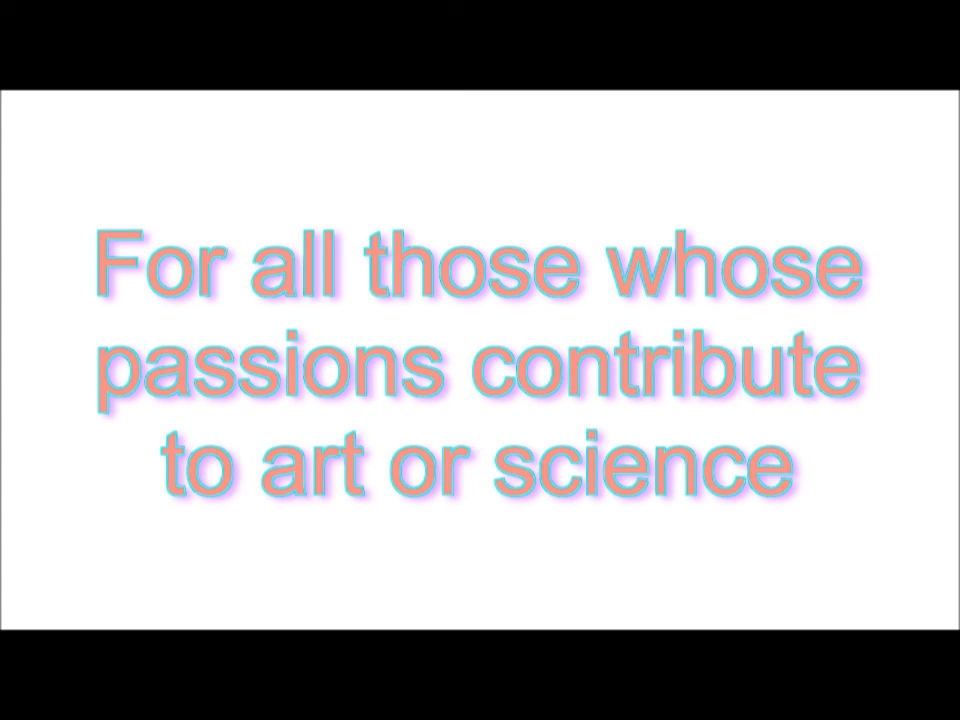 For all those whose
passions contribute
to art or science